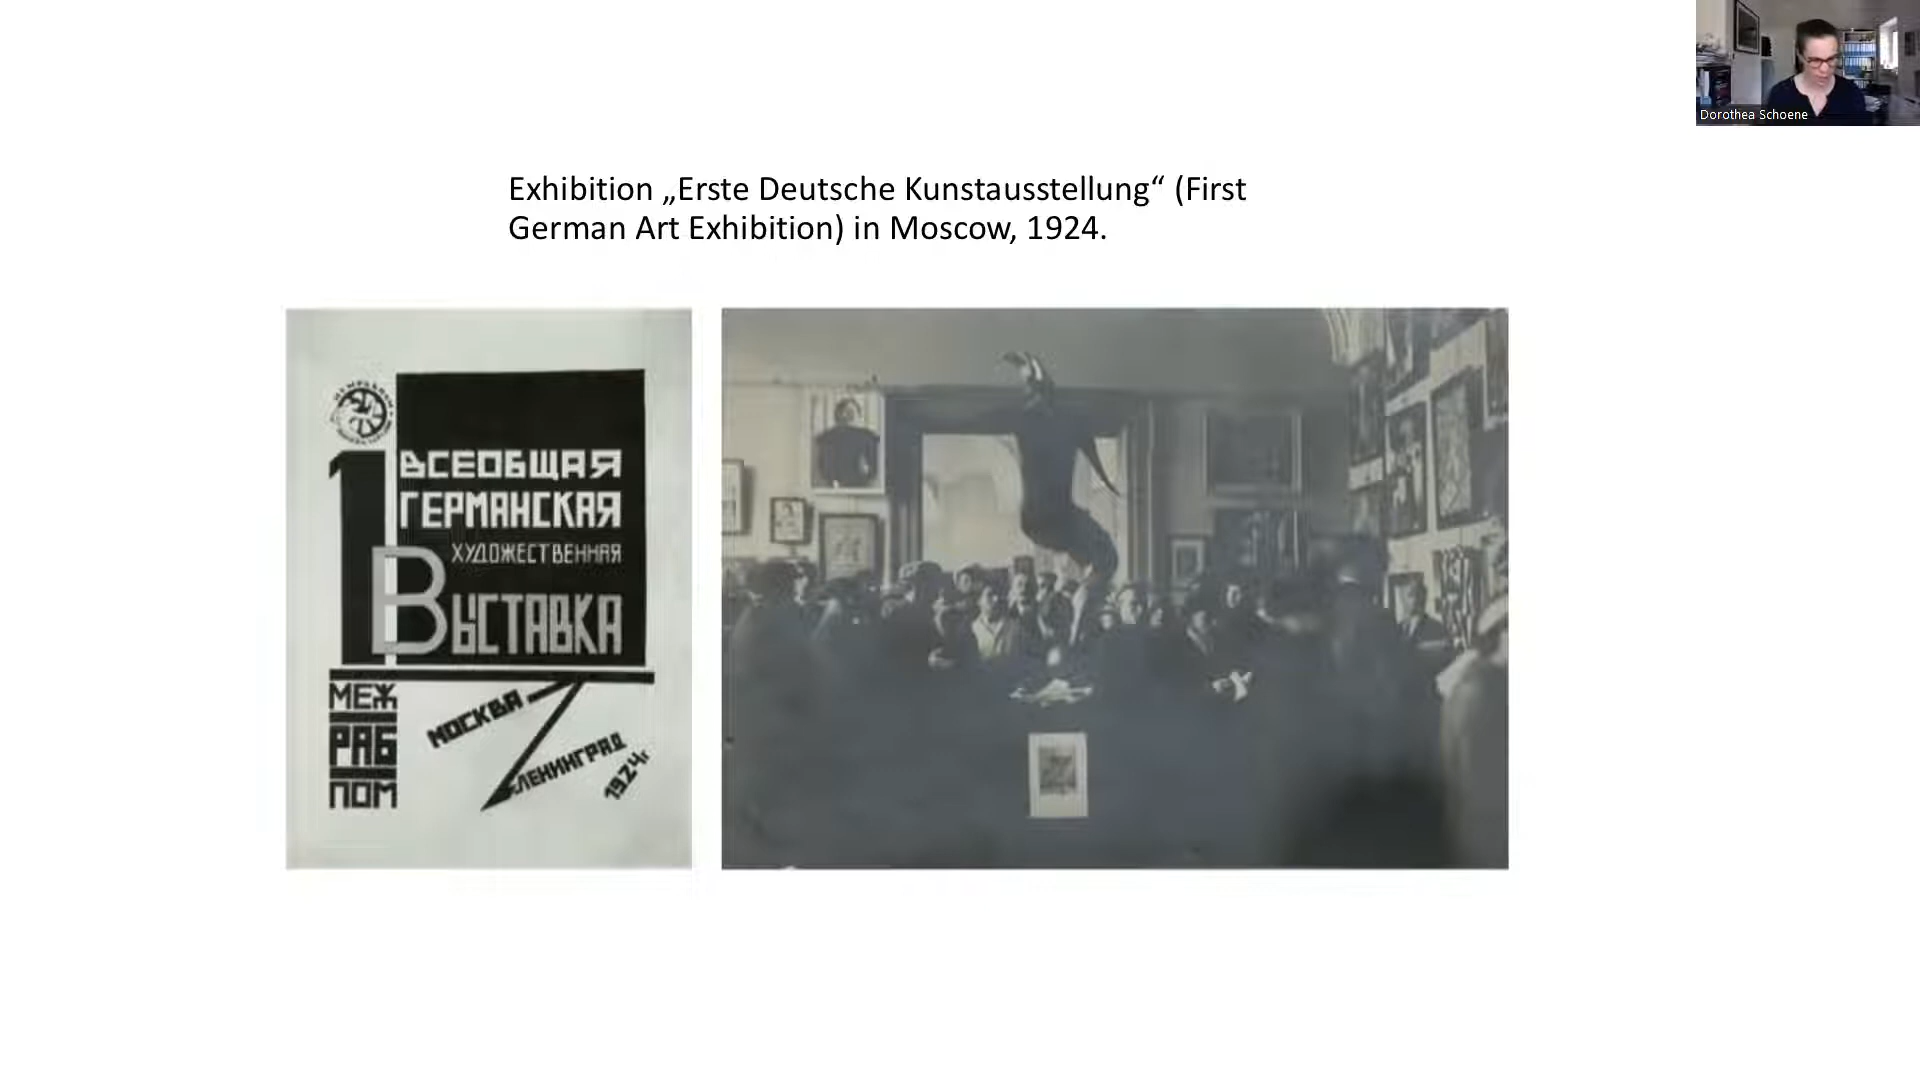 Dorothea Schoene
Exhibition „Erste Deutsche Kunstausstellung“ (First
German Art Exhibition) in Moscow, 1924.
1
ВСЕОБЩАЯ
ГЕРМАНСКАЯ
ХУДОЖЕСТВЕННАЯ
ВЫСТАВКА
МЕЖ
РАБ
ПОМ
МОСКВА
ЛЕНИНГРАД
1924г